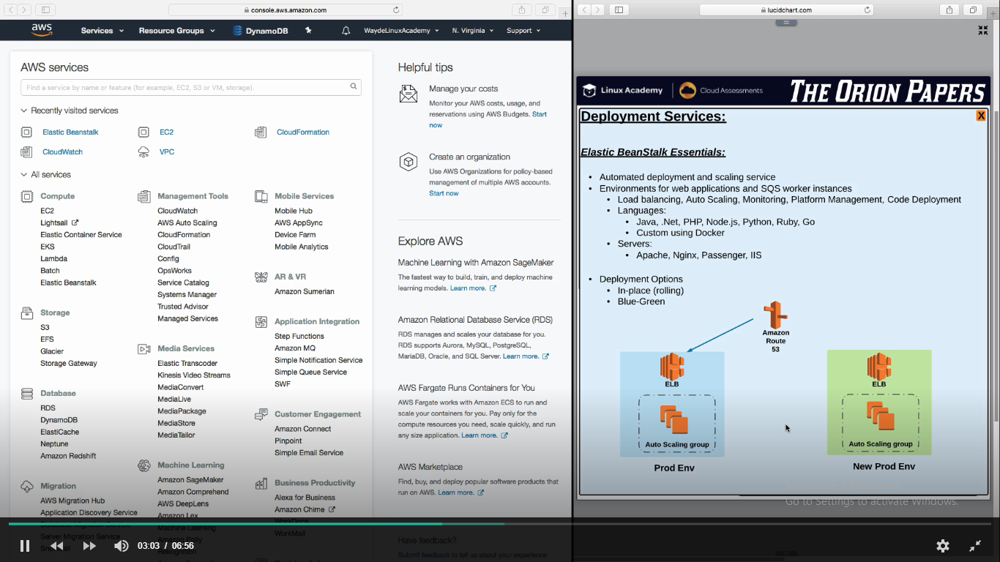 console.aws.amazon.com
aws
Services
Resource Groups
DynamoDB
WaydeLinuxAcademy
N. Virginia
Support
AWS services
Find a service by name or feature (for example, EC2, S3 or VM, storage).
Recently visited services
Elastic Beanstalk
EC2
CloudFormation
CloudWatch
VPC
All services
Compute
EC2
Lightsail
Elastic Container Service
EKS
Lambda
Batch
Elastic Beanstalk
Storage
S3
EFS
Glacier
Storage Gateway
Database
RDS
DynamoDB
ElastiCache
Neptune
Amazon Redshift
Migration
AWS Migration Hub
Application Discovery Service
Database Migration Service
Server Migration Service
Management Tools
CloudWatch
AWS Auto Scaling
CloudFormation
CloudTrail
Config
OpsWorks
Service Catalog
Systems Manager
Trusted Advisor
Managed Services
Media Services
Elastic Transcoder
Kinesis Video Streams
MediaConvert
MediaLive
MediaPackage
MediaStore
MediaTailor
Machine Learning
Amazon SageMaker
Amazon Comprehend
AWS DeepLens
Amazon Lex
Machine Learning
Amazon Polly
Rekognition
Mobile Services
Mobile Hub
AWS AppSync
Device Farm
Mobile Analytics
AR & VR
Amazon Sumerian
Application Integration
Step Functions
Amazon MQ
Simple Notification Service
Simple Queue Service
SWF
Customer Engagement
Amazon Connect
Pinpoint
Simple Email Service
Business Productivity
Alexa for Business
Amazon Chime
WorkDocs
WorkMail
Helpful tips
Manage your costs
Monitor your AWS costs, usage, and
reservations using AWS Budgets. Start
now
Create an organization
Use AWS Organizations for policy-based
management of multiple AWS accounts.
Start now
Explore AWS
Machine Learning with Amazon SageMaker
The fastest way to build, train, and deploy machine
learning models. Learn more.
Amazon Relational Database Service (RDS)
RDS manages and scales your database for you.
RDS supports Aurora, MySQL, PostgreSQL,
MariaDB, Oracle, and SQL Server. Learn more.
AWS Fargate Runs Containers for You
AWS Fargate works with Amazon ECS to run and
scale your containers for you. Pay only for the
compute resources you need, scale quickly, and run
any size application. Learn more.
AWS Marketplace
Find, buy, and deploy popular software products that
run on AWS. Learn more.
Have feedback?
Submit feedback to tell us about your experience
lucidchart.com
Linux Academy
Cloud Assessments
THE ORION PAPERS
Deployment Services:
X
Elastic BeanStalk Essentials:
• Automated deployment and scaling service
• Environments for web applications and SQS worker instances
• Load balancing, Auto Scaling, Monitoring, Platform Management, Code Deployment
• Languages:
• Java, .Net, PHP, Node.js, Python, Ruby, Go
• Custom using Docker
• Servers:
• Apache, Nginx, Passenger, IIS
• Deployment Options
• In-place (rolling)
• Blue-Green
Amazon
Route
53
ELB
Auto Scaling group
Prod Env
ELB
Auto Scaling group
New Prod Env
Go to Settings to activate Windows.
03:03 / 06:56